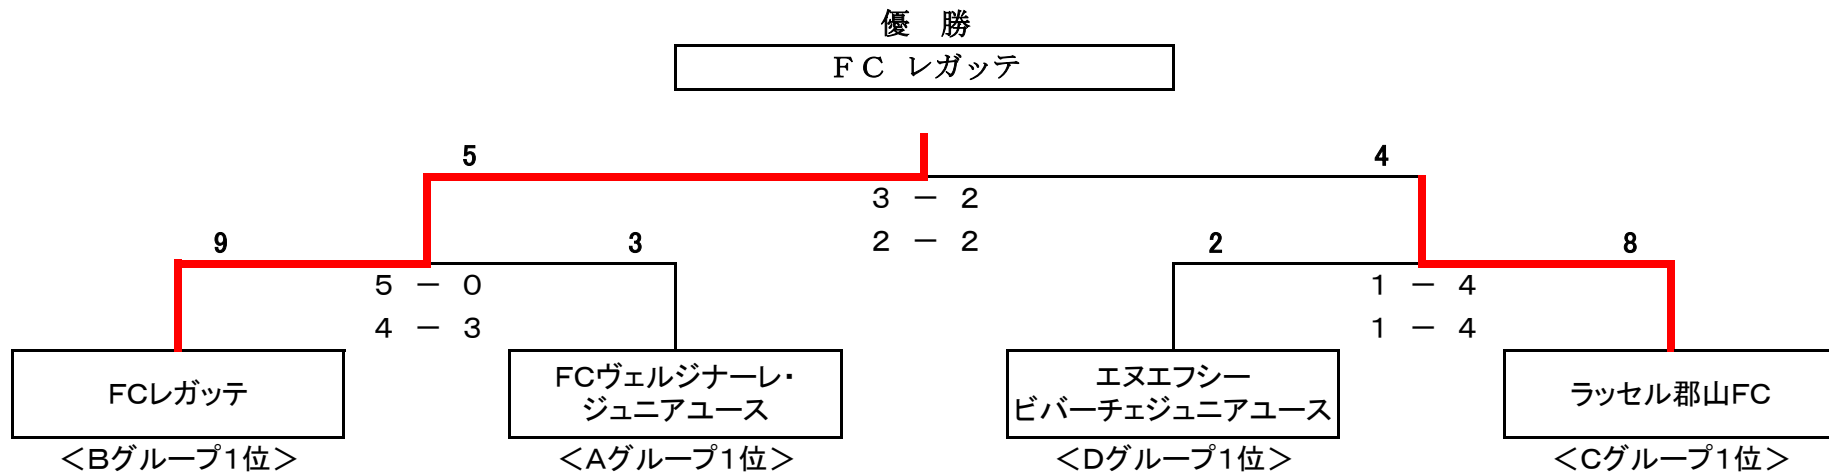 優 勝
ＦＣ レガッテ
5 4
３ － ２
２ － ２
9 3 2 8
５ － ０ １ － ４
４ － ３ １ － ４
FCレガッテ
FCヴェルジナーレ・
ジュニアユース
エヌエフシー
ビバーチェジュニアユース
ラッセル郡山FC
＜Bグループ１位＞ ＜Aグループ１位＞ ＜Dグループ１位＞ ＜Cグループ１位＞